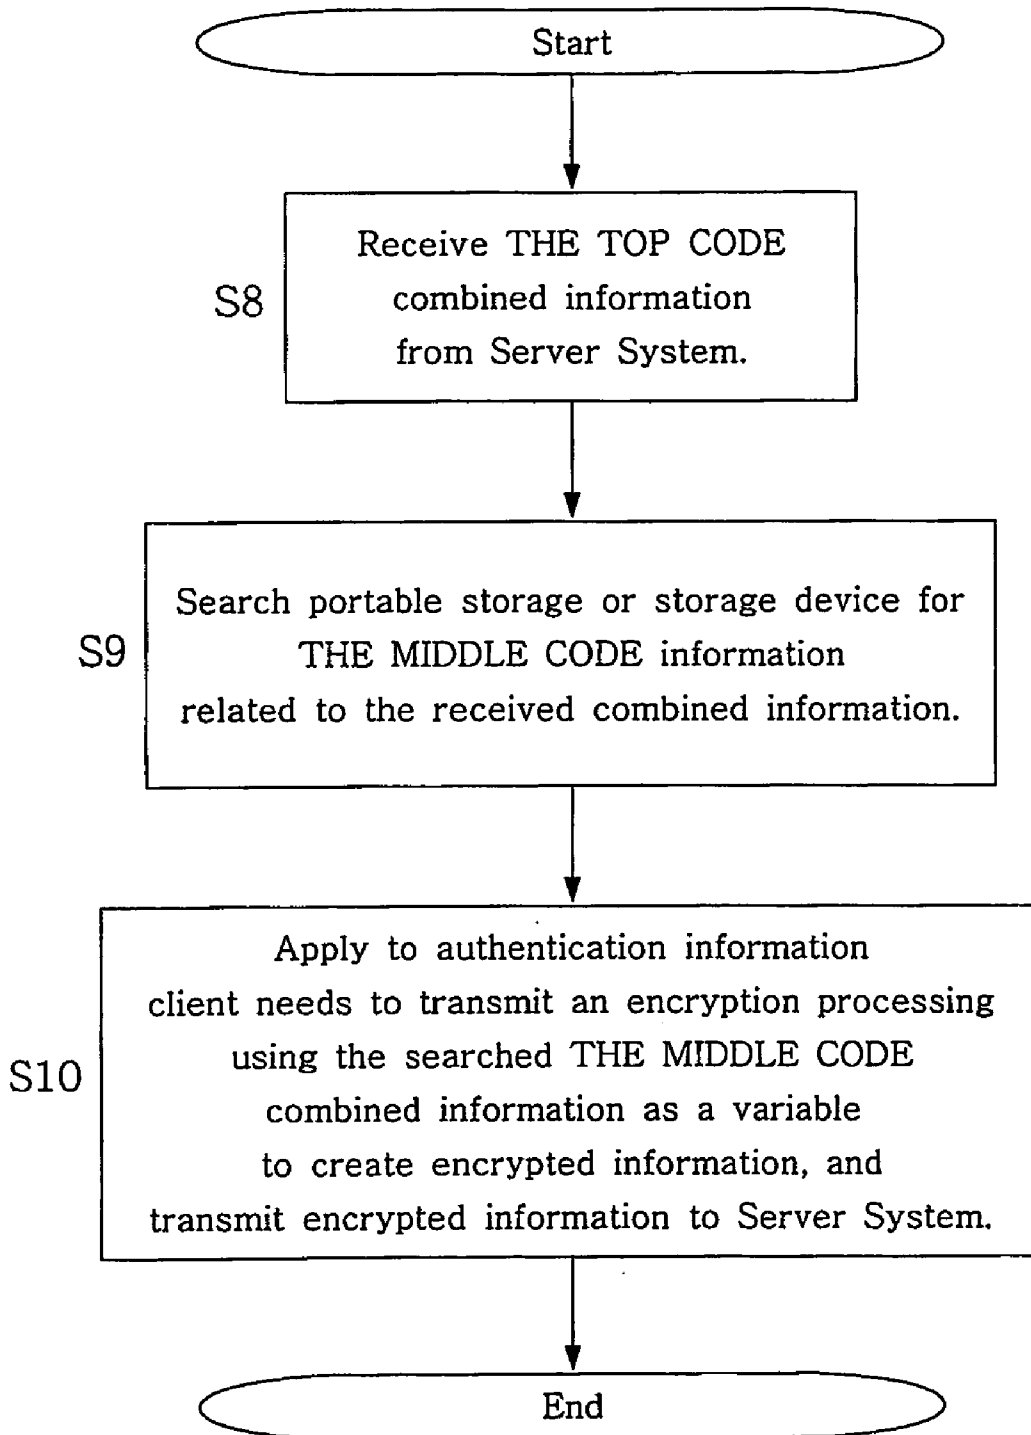 Start
S8
Receive THE TOP CODE
combined information
from Server System.
S9
Search portable storage or storage device for
THE MIDDLE CODE information
related to the received combined information.
S10
Apply to authentication information
client needs to transmit an encryption processing
using the searched THE MIDDLE CODE
combined information as a variable
to create encrypted information, and
transmit encrypted information to Server System.
End